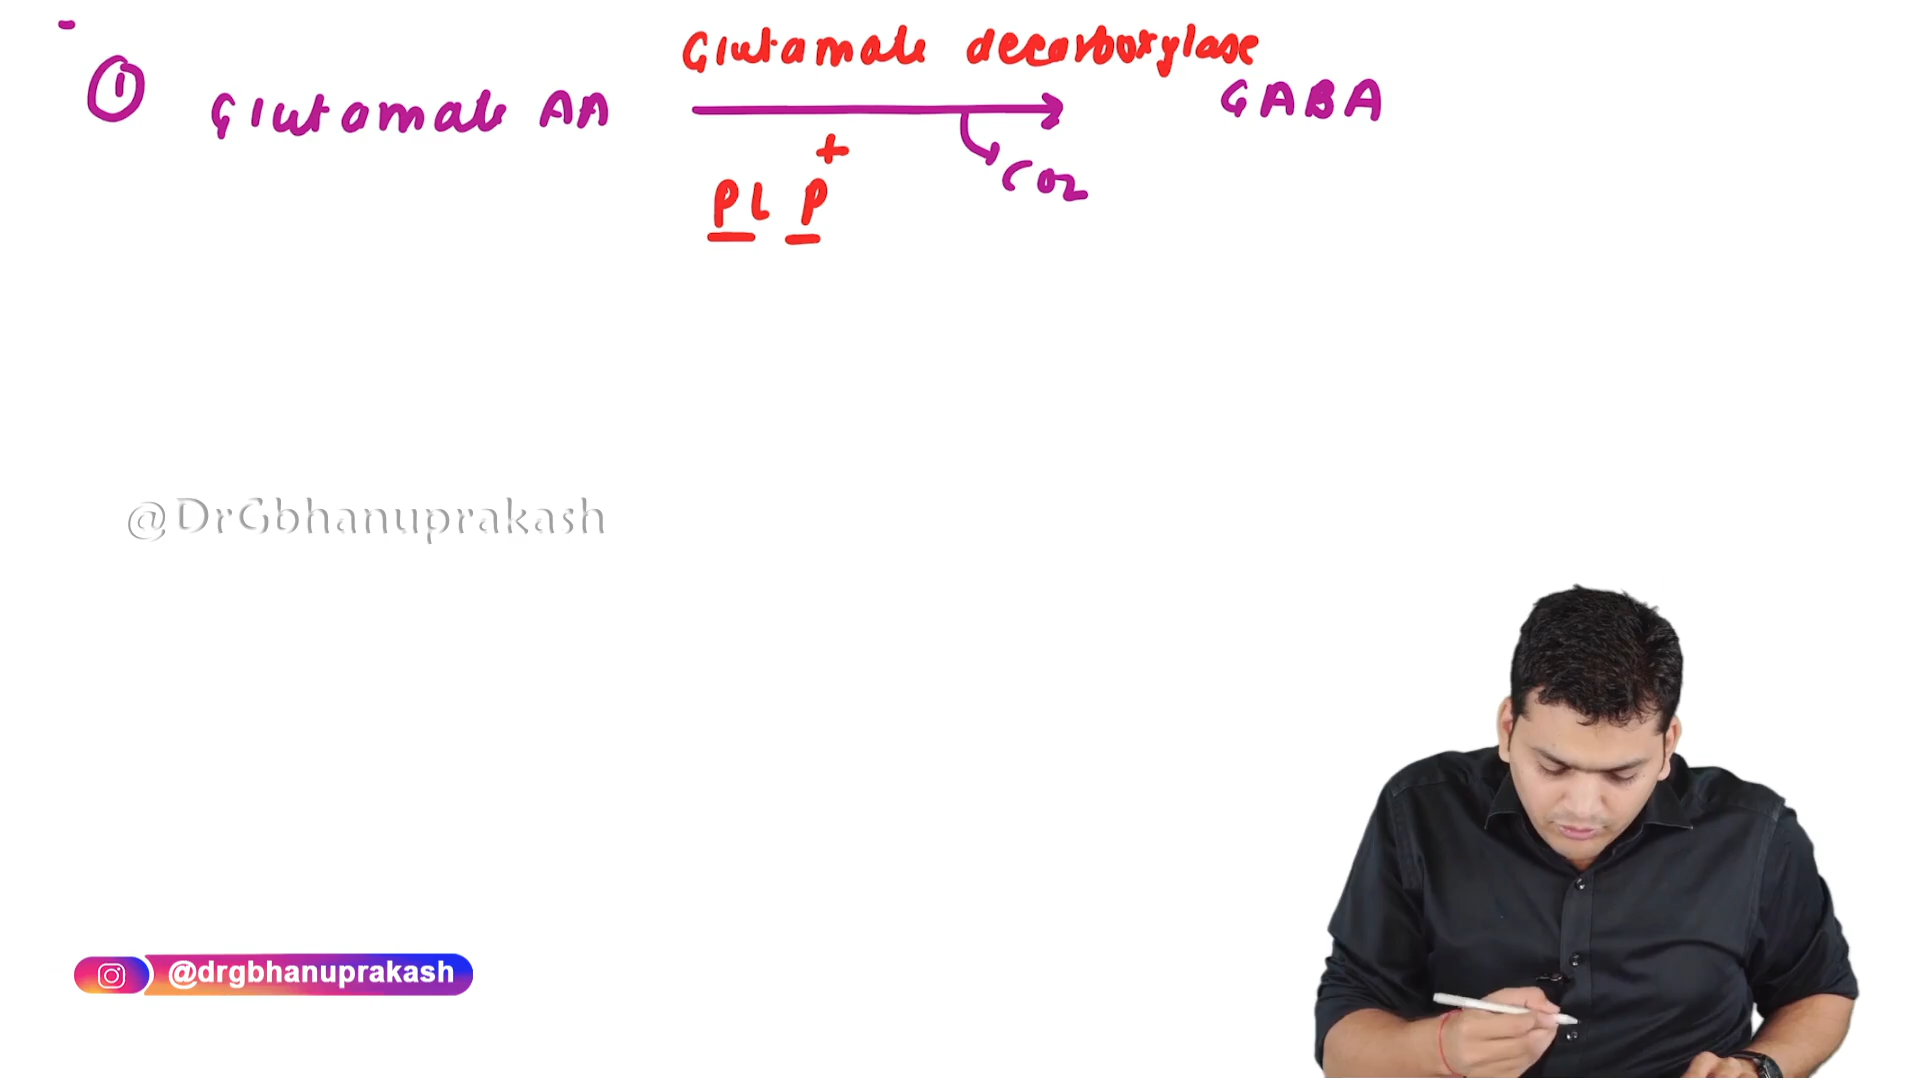 Glutamate decarboxylase
① Glutamate AA → GABA
+
CO2
PLP
@DrGbhanuprakash
@drgbhanuprakash